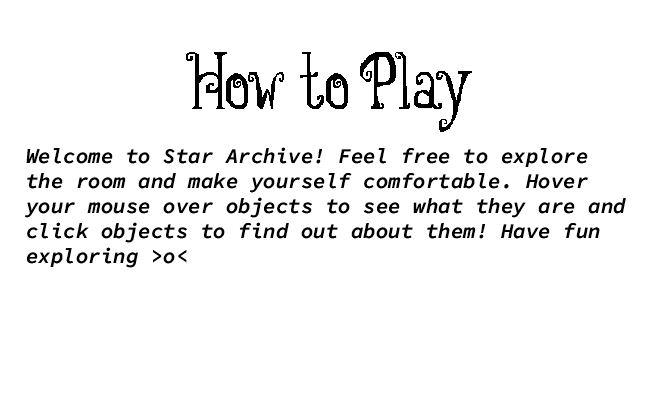 How to Play
Welcome to Star Archive! Feel free to explore
the room and make yourself comfortable. Hover
your mouse over objects to see what they are and
click objects to find out about them! Have fun
exploring >o<